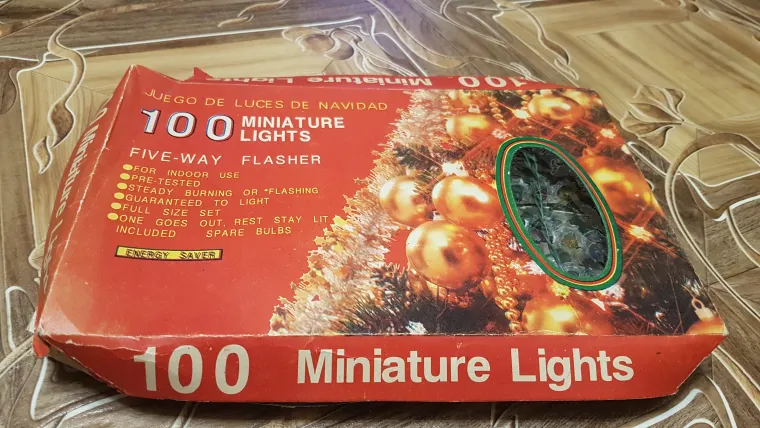 100 Miniature Lights
JUEGO DE LUCES DE NAVIDAD
100 MINIATURE
LIGHTS
FIVE-WAY FLASHER
FOR INDOOR USE
PRE-TESTED
STEADY BURNING OR *FLASHING
GUARANTEED TO LIGHT
FULL SIZE SET
ONE GOES OUT, REST STAY LIT
INCLUDED SPARE BULBS
ENERGY SAVER
Miniature Li
100 Miniature Lights